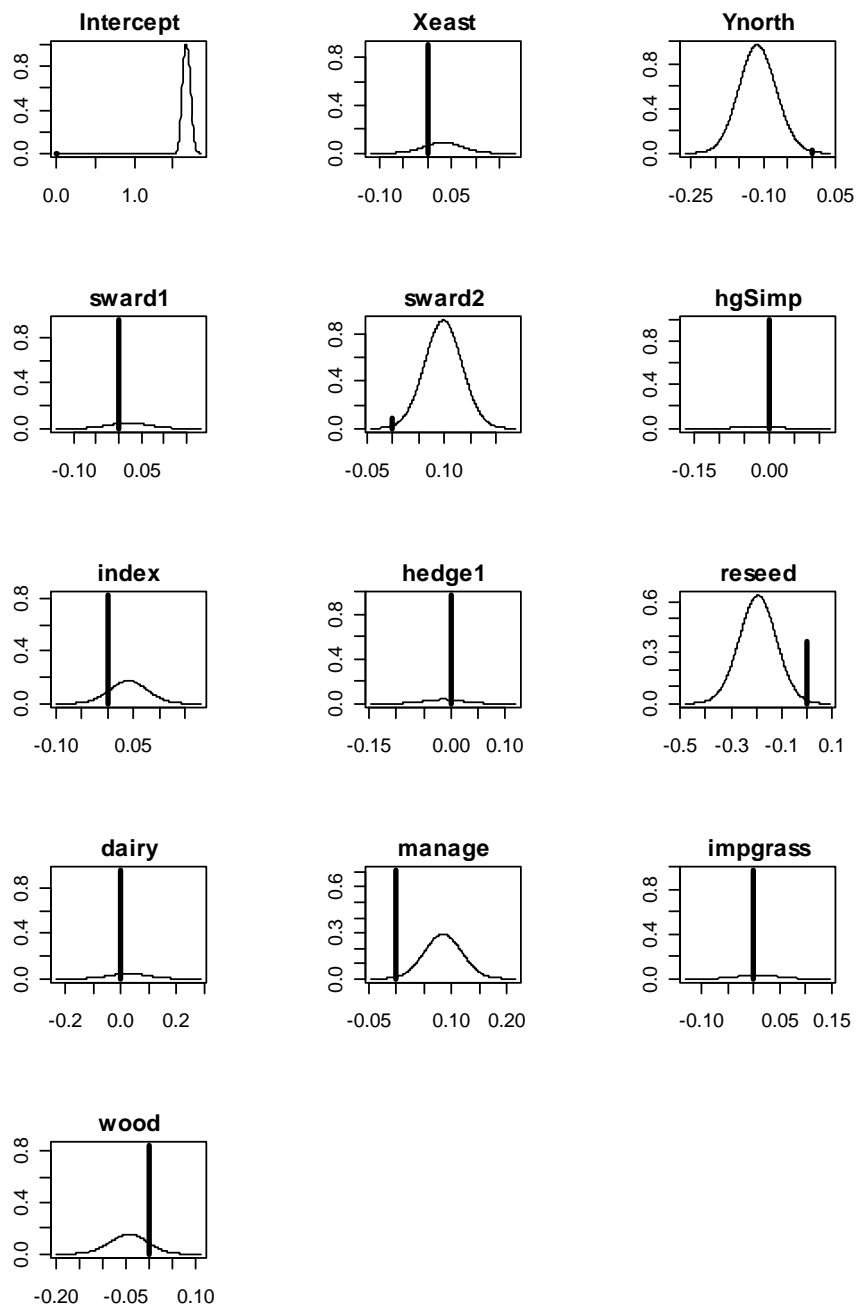 Intercept Xeast Ynorth
0.0 0.4 0.8 0.0 0.4 0.8 0.0 0.4 0.8
0.0 1.0 -0.10 0.05 -0.25 -0.10 0.05
sward1 sward2 hgSimp
0.0 0.4 0.8 0.0 0.4 0.8 0.0 0.4 0.8
-0.10 0.05 -0.05 0.10 -0.15 0.00
index hedge1 reseed
0.0 0.4 0.8 0.0 0.4 0.8 0.0 0.3 0.6
-0.10 0.05 -0.15 0.00 0.10 -0.5 -0.3 -0.1 0.1
dairy manage impgrass
0.0 0.4 0.8 0.0 0.3 0.6 0.0 0.4 0.8
-0.2 0.0 0.2 -0.05 0.10 0.20 -0.10 0.05 0.15
wood
0.0 0.4 0.8
-0.20 -0.05 0.10